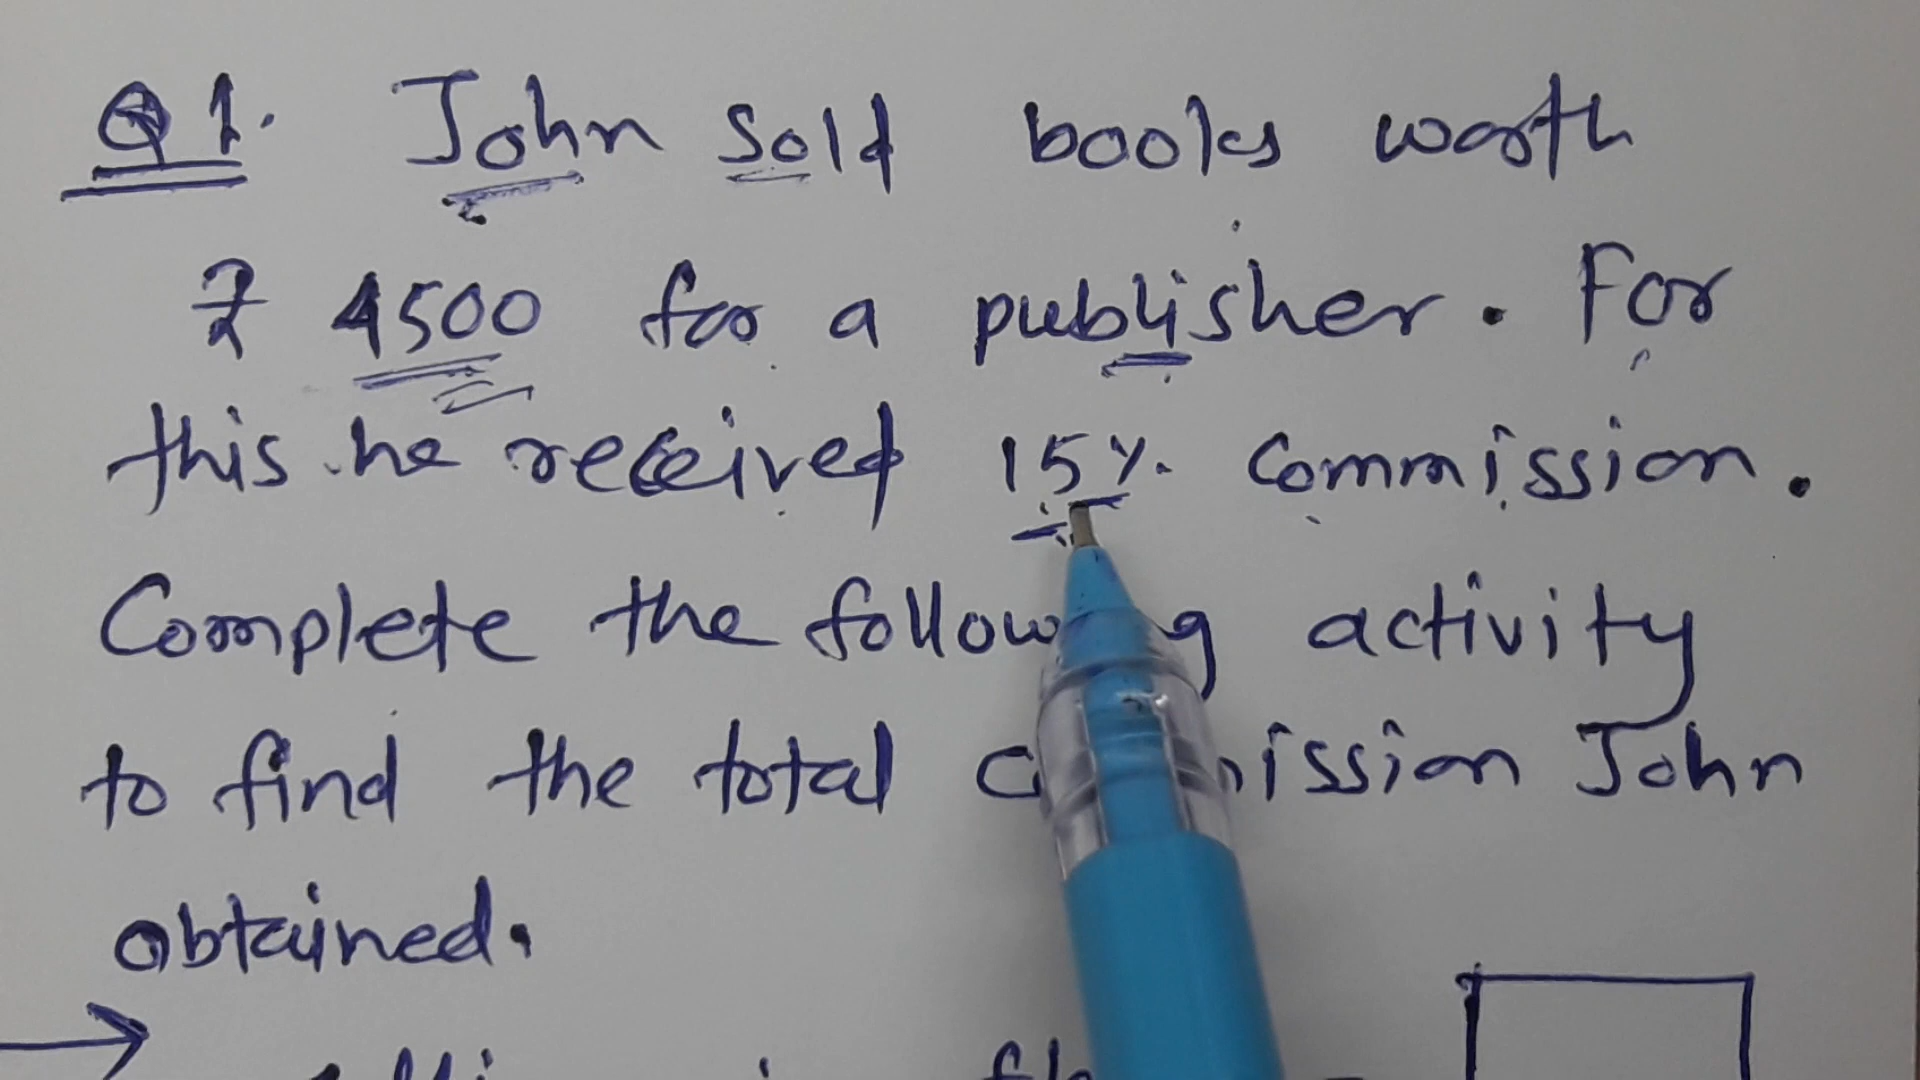 Q1. John sold books worth
₹ 4500 for a publisher. For
this he received 15% commission.
Complete the following activity
to find the total commission John
obtained.